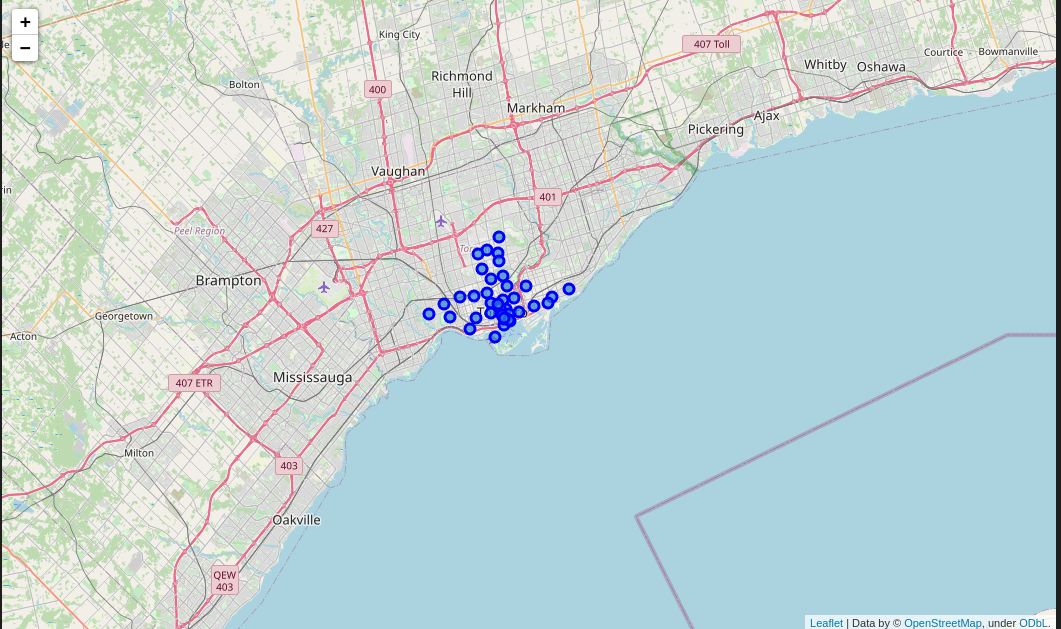 +
King City
407 Toll
−
Courtice
Bowmanville
Whitby
Oshawa
Richmond
Hill
Bolton
400
Markham
Ajax
Pickering
Vaughan
401
427
Peel Region
Brampton
Georgetown
Acton
Mississauga
407 ETR
Milton
403
Oakville
QEW
403
Leaflet | Data by © OpenStreetMap, under ODbL.